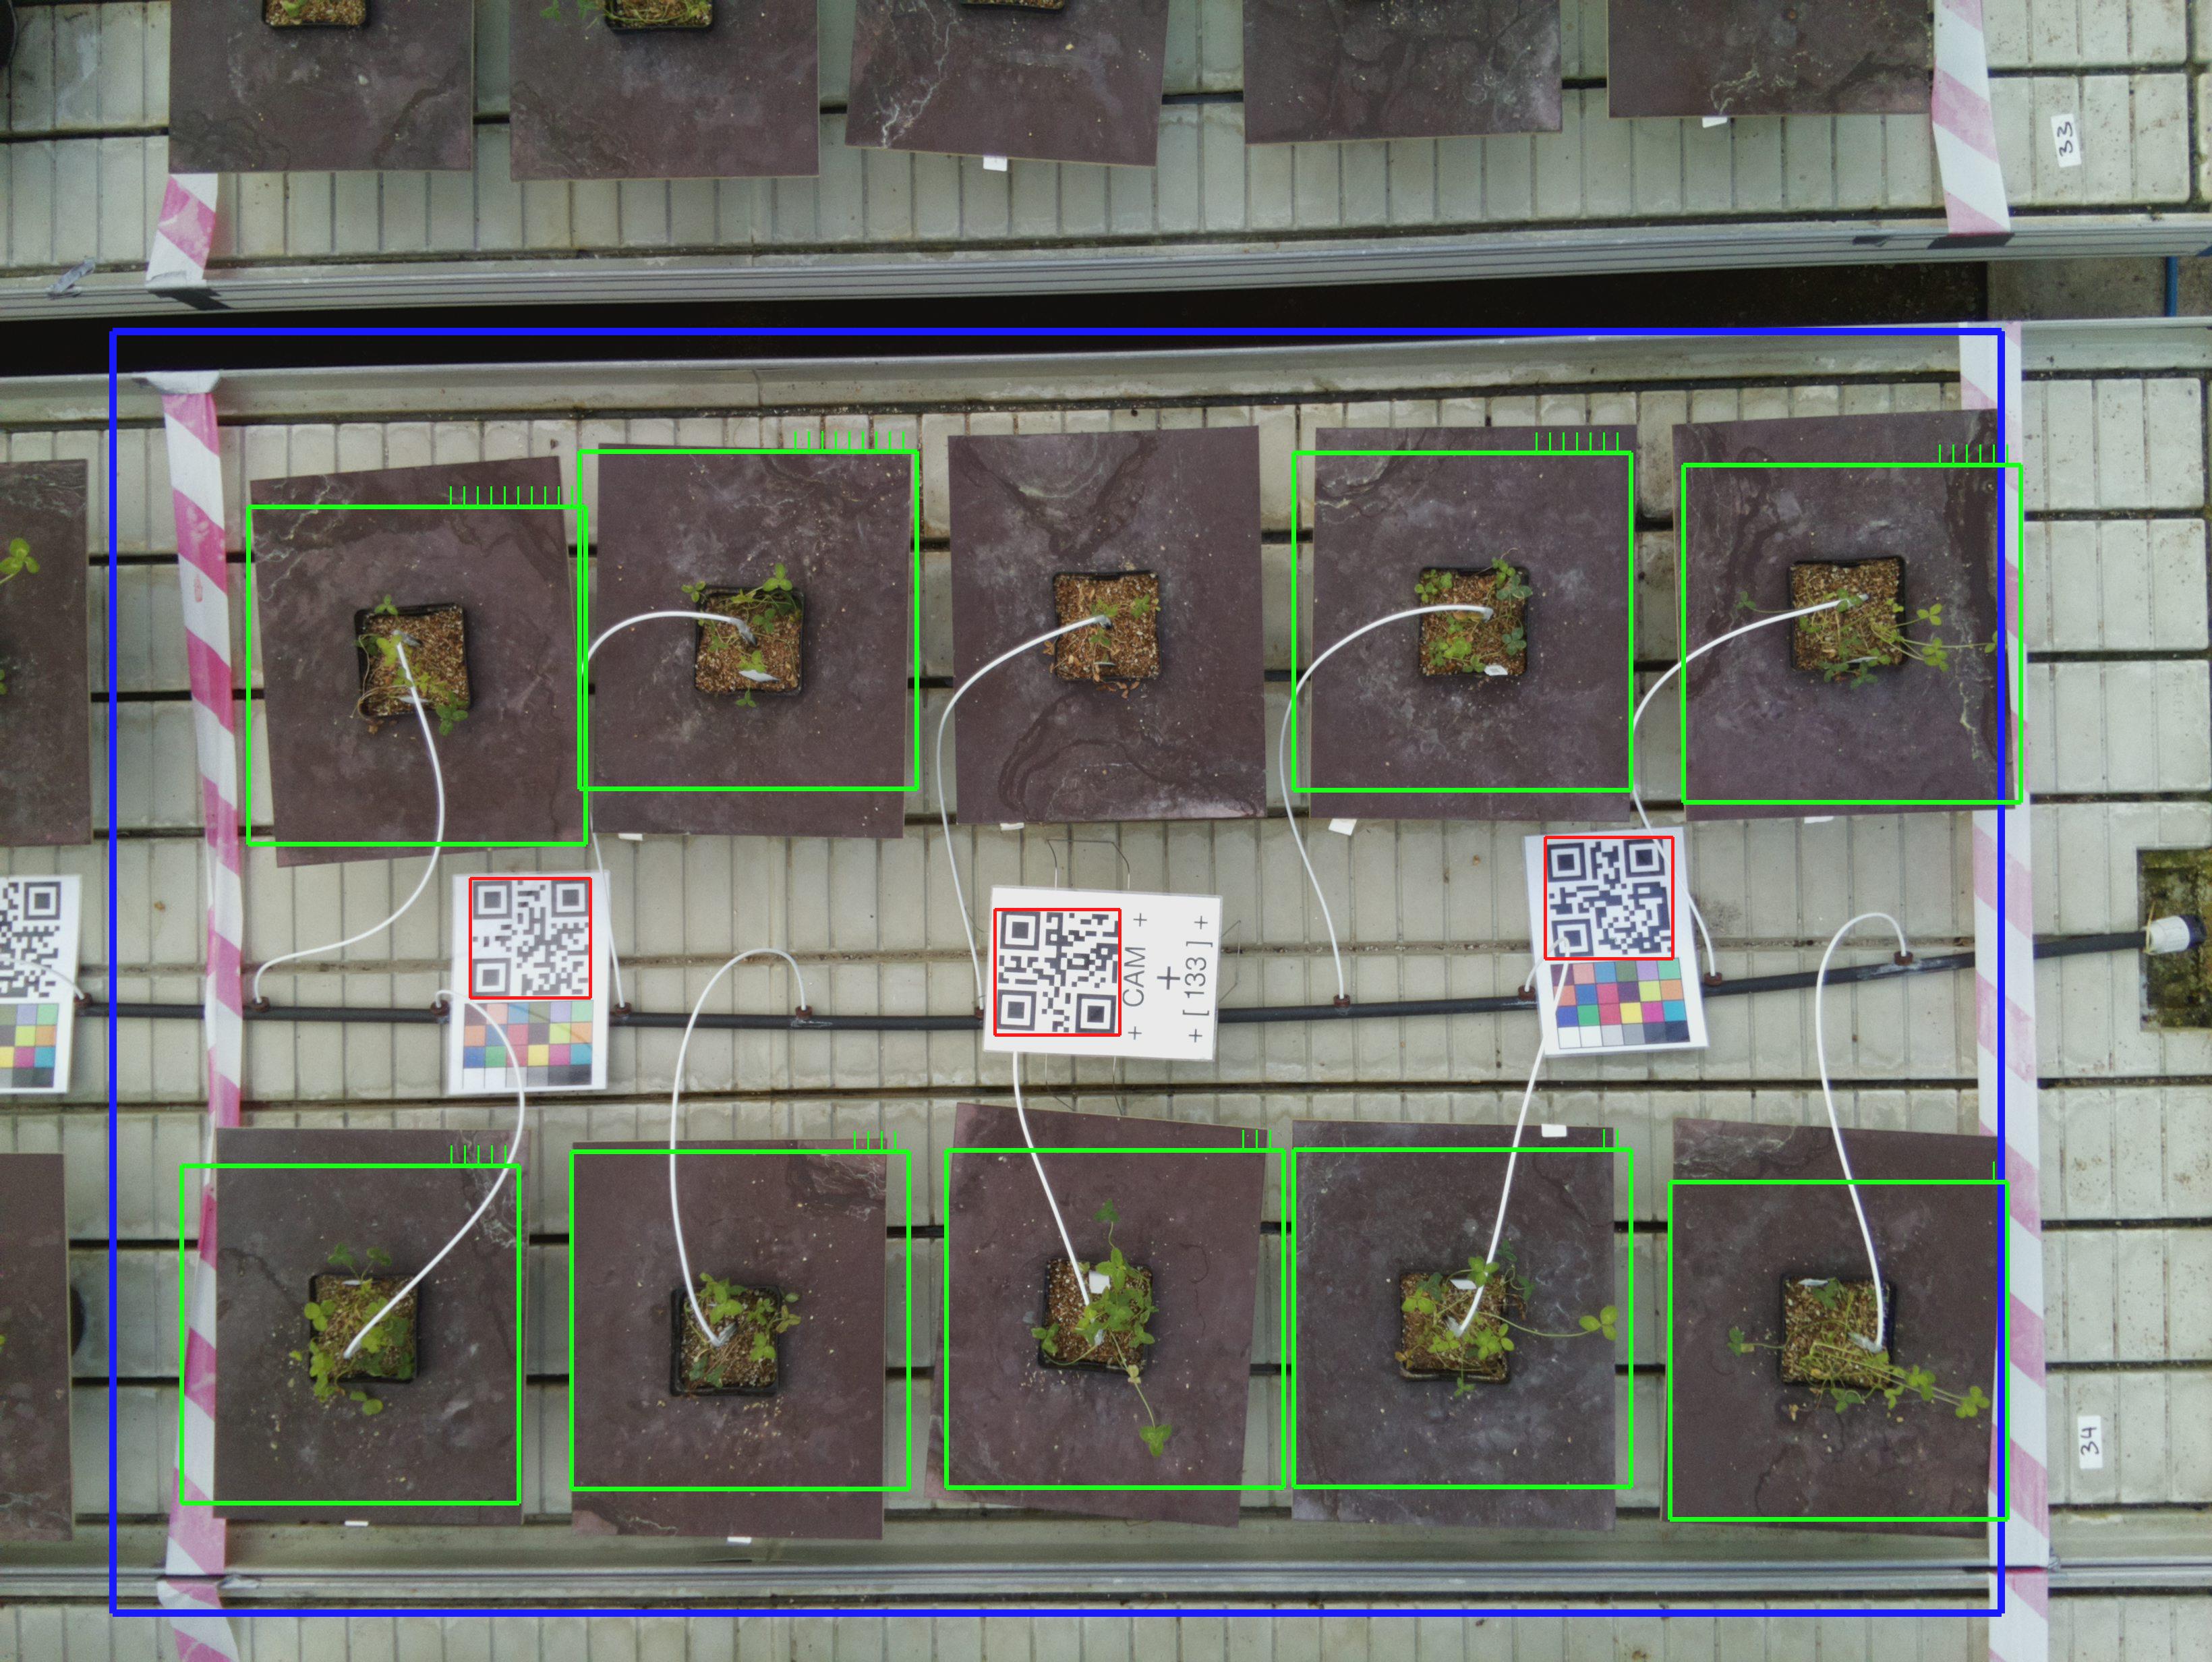 33
+ CAM +
+
+ [ 133 ] +
34